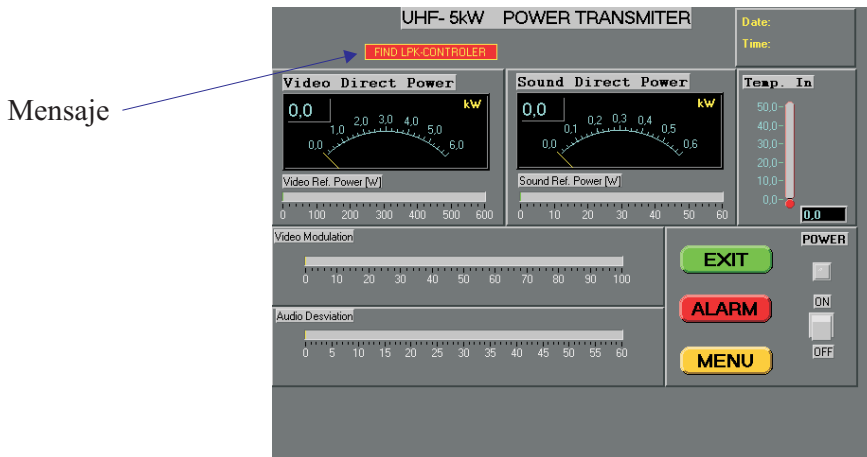 UHF- 5kW POWER TRANSMITER
Date:
Time:
FIND LPK-CONTROLER
Mensaje
Video Direct Power
0,0
kW
0,0 1,0 2,0 3,0 4,0 5,0 6,0
Video Ref. Power [W]
0 100 200 300 400 500 600
Sound Direct Power
0,0
kW
0,0 0,1 0,2 0,3 0,4 0,5 0,6
Sound Ref. Power [W]
0 10 20 30 40 50 60
Temp. In
50,0
40,0
30,0
20,0
10,0
0,0
0,0
Video Modulation
0 10 20 30 40 50 60 70 80 90 100
Audio Desviation
0 5 10 15 20 25 30 35 40 45 50 55 60
EXIT
ALARM
MENU
POWER
ON
OFF